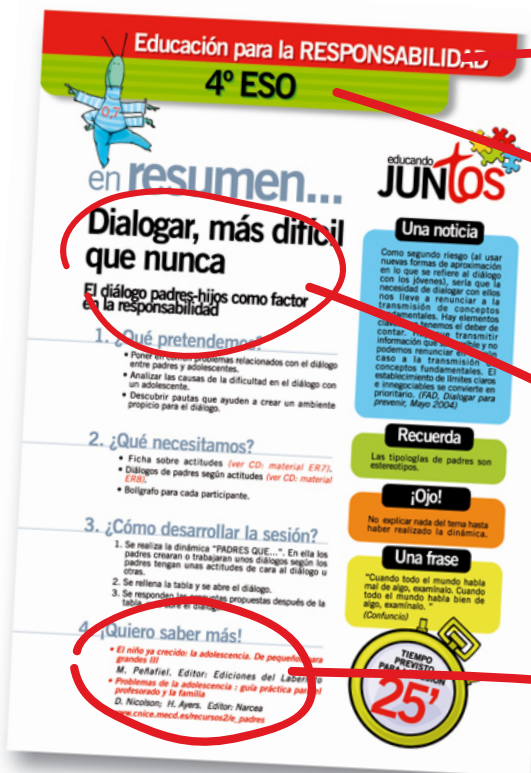 Educación para la RESPONSABILIDAD
4º ESO
0,7
en resumen...
Dialogar, más difícil
que nunca
El diálogo padres-hijos como factor
en la responsabilidad
1. ¿Qué pretendemos?
• Poner en común problemas relacionados con el diálogo
entre padres y adolescentes.
• Analizar las causas de la dificultad en el diálogo con
un adolescente.
• Descubrir pautas que ayuden a crear un ambiente
propicio para el diálogo.
2. ¿Qué necesitamos?
• Ficha sobre actitudes (ver CD: material ER7).
• Diálogos de padres según actitudes (ver CD: material
ER8).
• Bolígrafo para cada participante.
3. ¿Cómo desarrollar la sesión?
1. Se realiza la dinámica "PADRES QUE...". En ella los
padres crearan o trabajaran unos diálogos según los
padres tengan unas actitudes de cara al diálogo u
otras.
2. Se rellena la tabla y se abre el diálogo.
3. Se responden las preguntas propuestas después de la
tabla el diálogo.
4. ¡Quiero saber más!
• El niño ya crecido: la adolescencia. De pequeños para
grandes III
M. Peñafiel. Editor: Ediciones del Laberinto
• Problemas de la adolescencia : guía práctica para el
profesorado y la familia
D. Nicolson; H. Ayers. Editor: Narcea
www.cnice.mecd.es/recursos2/e_padres
educando
JUNTOS
Una noticia
Como segundo riesgo (al usar
nuevas formas de aproximación
en lo que se refiere al diálogo
con los jóvenes), sería que la
necesidad de dialogar con ellos
nos lleve a renunciar a la
transmisión de conceptos
fundamentales. Hay elementos
tenemos el deber de
contar. que transmitir
información y no
podemos renunciar en
caso a la transmisión de
conceptos fundamentales. El
establecimiento de límites claros
e innegociables se convierte en
prioritario. (FAD, Dialogar para
prevenir, Mayo 2004)
Recuerda
Las tipologías de padres son
estereotipos.
¡Ojo!
No explicar nada del tema hasta
haber realizado la dinámica.
Una frase
"Cuando todo el mundo habla
mal de algo, examínalo. Cuando
todo el mundo habla bien de
algo, examínalo. "
(Confuncio)
TIEMPO
PREVISTO
PARA
25'